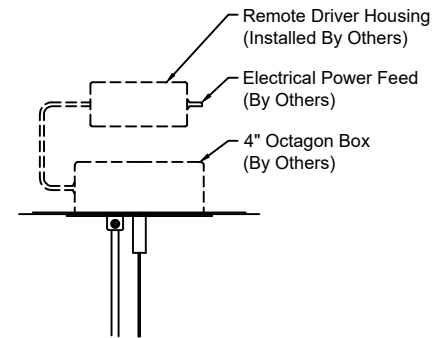 Remote Driver Housing
(Installed By Others)
Electrical Power Feed
(By Others)
4" Octagon Box
(By Others)